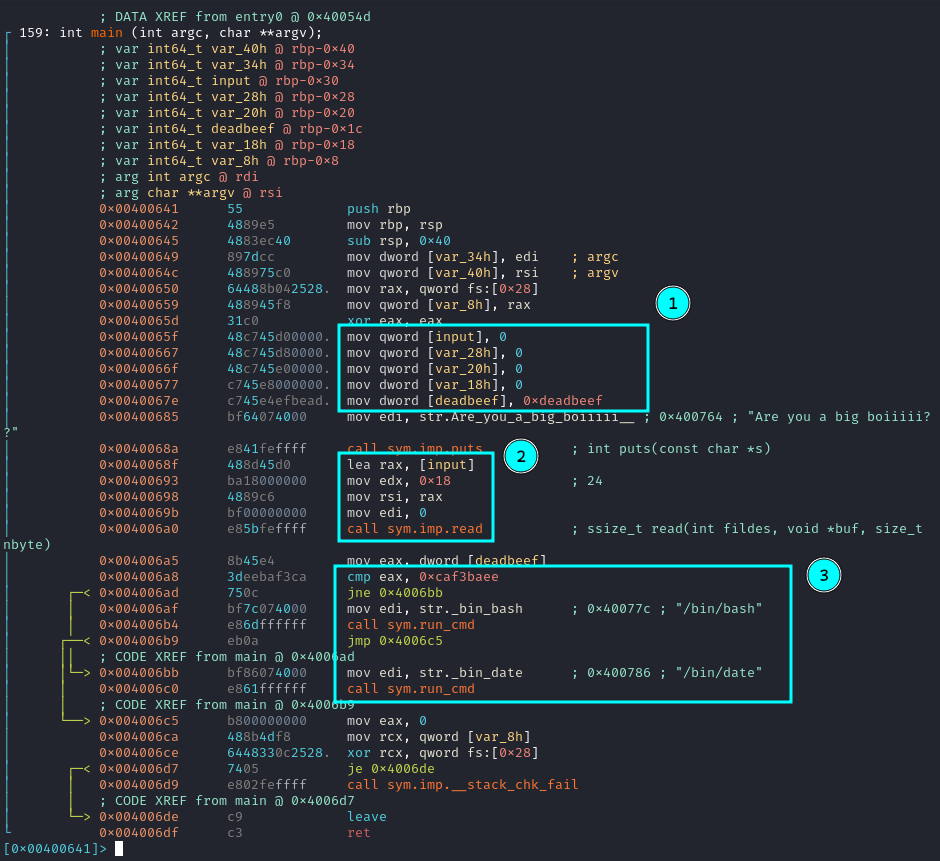 ; DATA XREF from entry0 @ 0×40054d
159: int main (int argc, char **argv);
; var int64_t var_40h @ rbp-0×40
; var int64_t var_34h @ rbp-0×34
; var int64_t input @ rbp-0×30
; var int64_t var_28h @ rbp-0×28
; var int64_t var_20h @ rbp-0×20
; var int64_t deadbeef @ rbp-0×1c
; var int64_t var_18h @ rbp-0×18
; var int64_t var_8h @ rbp-0×8
; arg int argc @ rdi
; arg char **argv @ rsi
0×00400641 55 push rbp
0×00400642 4889e5 mov rbp, rsp
0×00400645 4883ec40 sub rsp, 0×40
0×00400649 897dcc mov dword [var_34h], edi ; argc
0×0040064c 488975c0 mov qword [var_40h], rsi ; argv
0×00400650 64488b042528. mov rax, qword fs:[0×28]
0×00400659 488945f8 mov qword [var_8h], rax
0×0040065d 31c0 xor eax, eax
1
0×0040065f 48c745d00000. mov qword [input], 0
0×00400667 48c745d80000. mov qword [var_28h], 0
0×0040066f 48c745e00000. mov qword [var_20h], 0
0×00400677 c745e8000000. mov dword [var_18h], 0
0×0040067e c745e4efbead. mov dword [deadbeef], 0×deadbeef
0×00400685 bf64074000 mov edi, str.Are_you_a_big_boiiiii__ ; 0×400764 ; "Are you a big boiiiii?
?"
0×0040068a e841feffff call sym.imp.puts ; int puts(const char *s)
2
0×0040068f 488d45d0 lea rax, [input]
0×00400693 ba18000000 mov edx, 0×18 ; 24
0×00400698 4889c6 mov rsi, rax
0×0040069b bf00000000 mov edi, 0
0×004006a0 e85bfeffff call sym.imp.read ; ssize_t read(int fildes, void *buf, size_t
nbyte)
0×004006a5 8b45e4 mov eax, dword [deadbeef]
3
0×004006a8 3deebaf3ca cmp eax, 0×caf3baee
0×004006ad 750c jne 0×4006bb
0×004006af bf7c074000 mov edi, str._bin_bash ; 0×40077c ; "/bin/bash"
0×004006b4 e86dffffff call sym.run_cmd
0×004006b9 eb0a jmp 0×4006c5
; CODE XREF from main @ 0×4006ad
0×004006bb bf86074000 mov edi, str._bin_date ; 0×400786 ; "/bin/date"
0×004006c0 e861ffffff call sym.run_cmd
; CODE XREF from main @ 0×4006b9
0×004006c5 b800000000 mov eax, 0
0×004006ca 488b4df8 mov rcx, qword [var_8h]
0×004006ce 6448330c2528. xor rcx, qword fs:[0×28]
0×004006d7 7405 je 0×4006de
0×004006d9 e802feffff call sym.imp.__stack_chk_fail
; CODE XREF from main @ 0×4006d7
0×004006de c9 leave
0×004006df c3 ret
[0×00400641]>